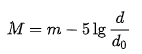 M = m − 5 lg d/d₀